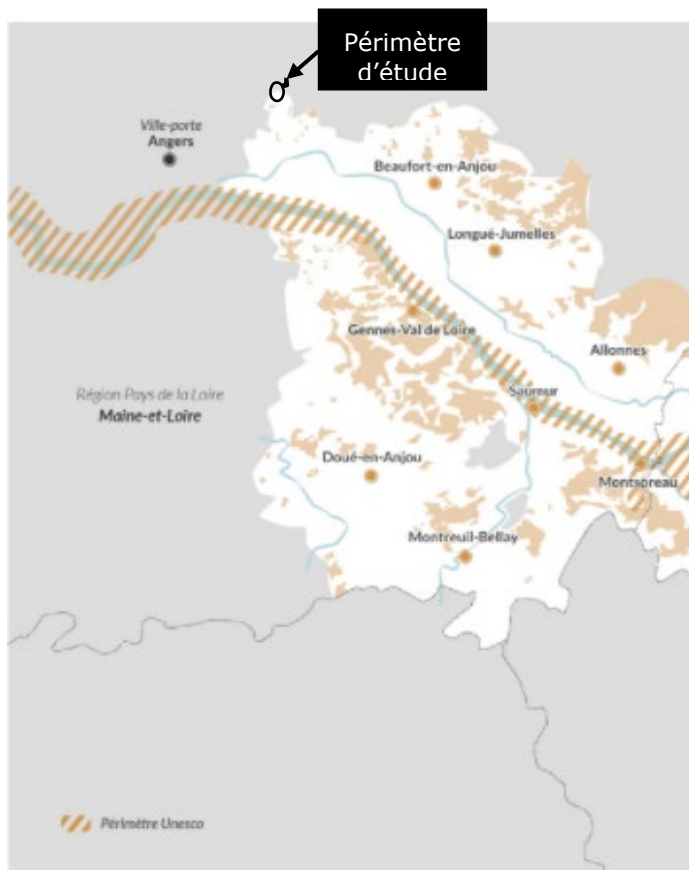 Périmètre
d'étude
Ville-porte
Angers
Beaufort-en-Anjou
Longué-Jumelles
Gennes-Val de Loire
Allonnes
Saumur
Région Pays de la Loire
Maine-et-Loire
Doué-en-Anjou
Montsoreau
Montreuil-Bellay
Périmètre Unesco